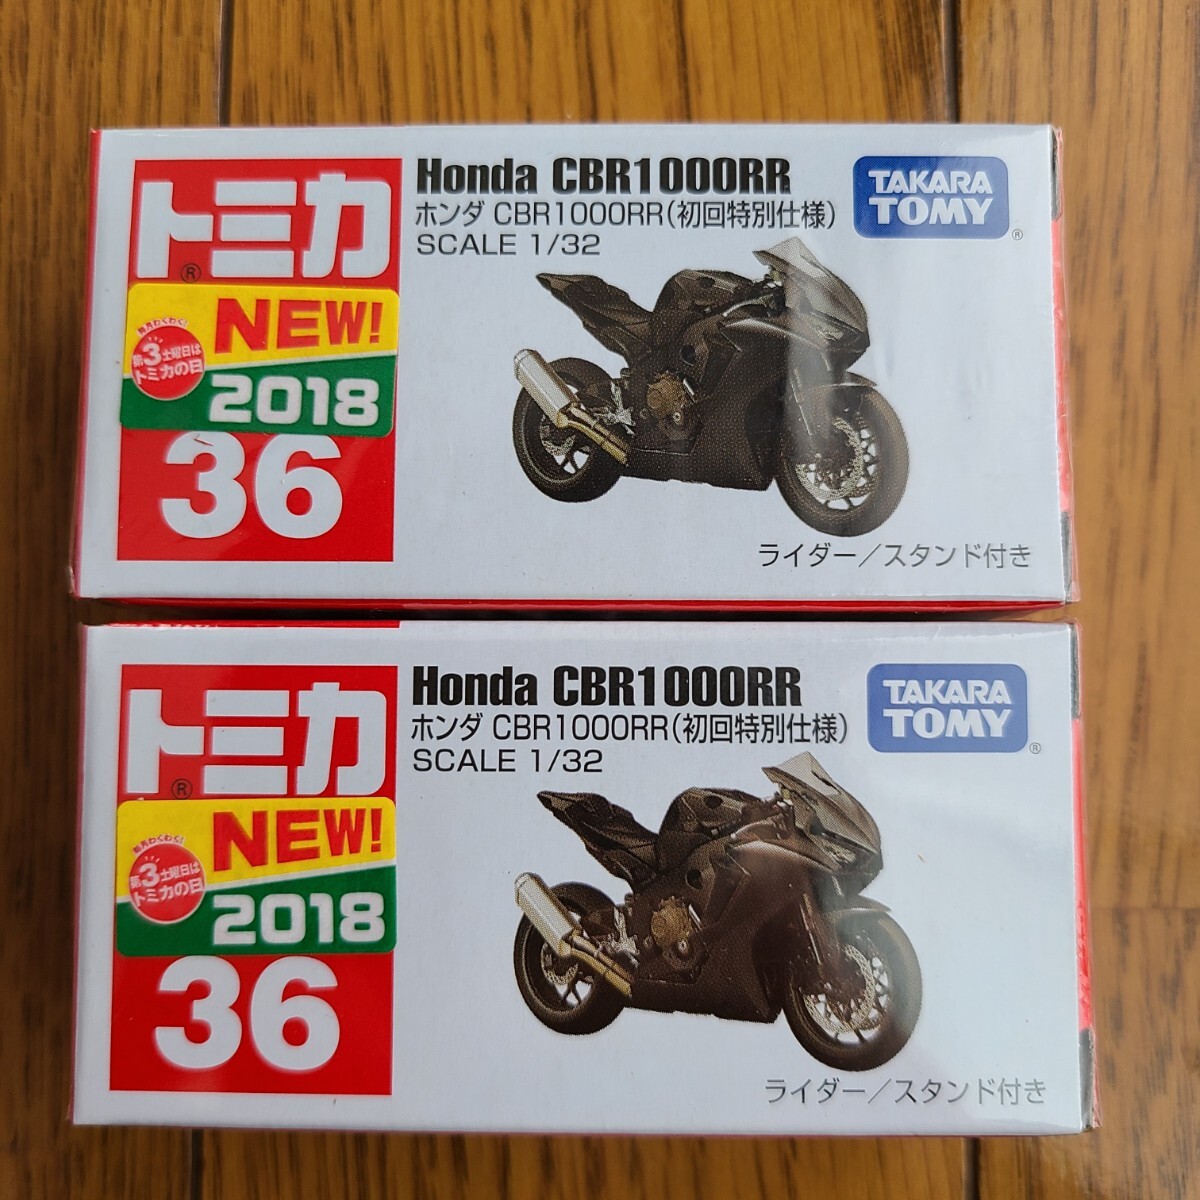 トミカ
®
Honda CBR1000RR
ホンダ CBR1000RR(初回特別仕様)
SCALE 1/32
TAKARA
TOMY
®
毎月わくわく!
第3土曜日は
トミカの日
NEW!
2018
36
ライダー/スタンド付き
トミカ
®
Honda CBR1000RR
ホンダ CBR1000RR(初回特別仕様)
SCALE 1/32
TAKARA
TOMY
®
毎月わくわく!
第3土曜日は
トミカの日
NEW!
2018
36
ライダー/スタンド付き